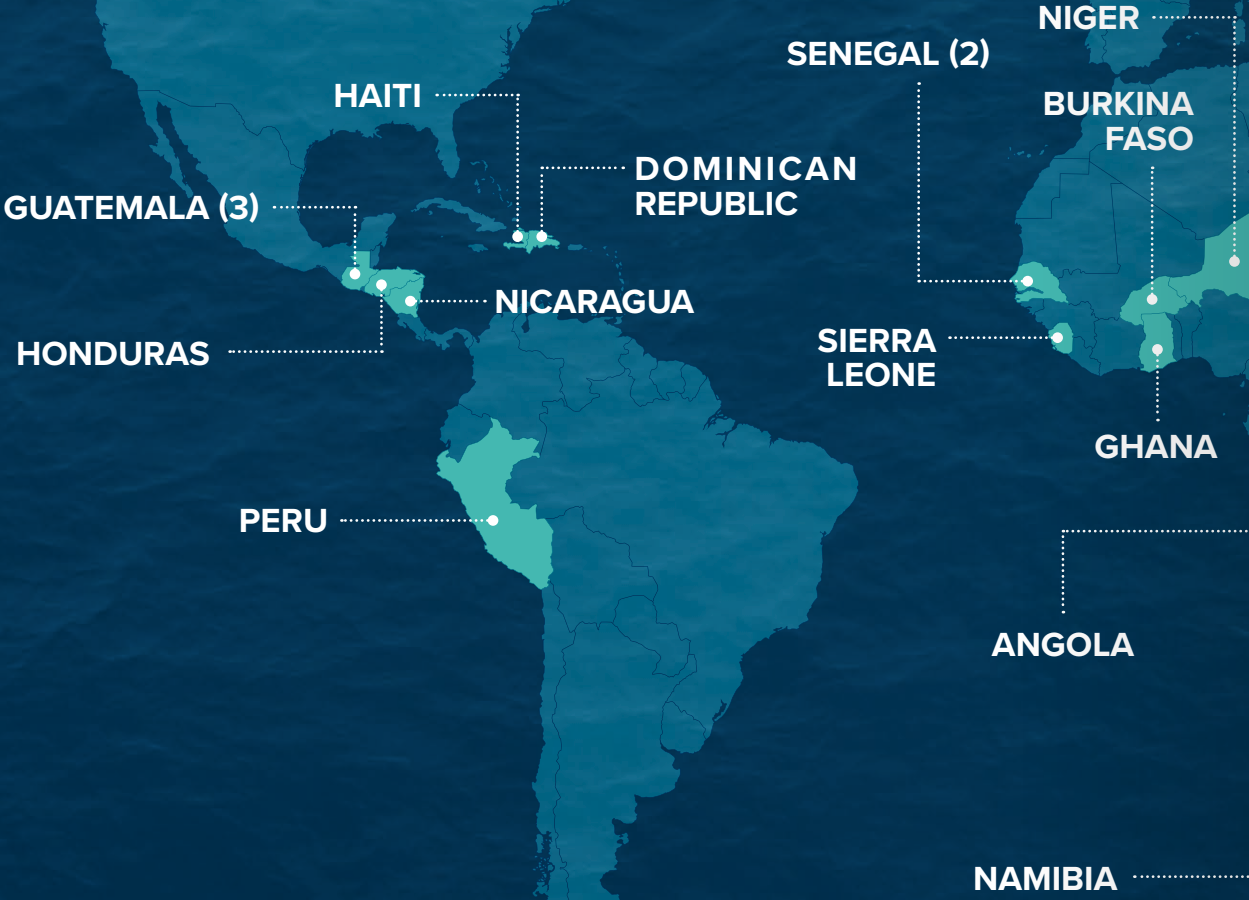 NIGER
SENEGAL (2)
HAITI
BURKINA
FASO
DOMINICAN
REPUBLIC
GUATEMALA (3)
NICARAGUA
HONDURAS
SIERRA
LEONE
GHANA
PERU
ANGOLA
NAMIBIA